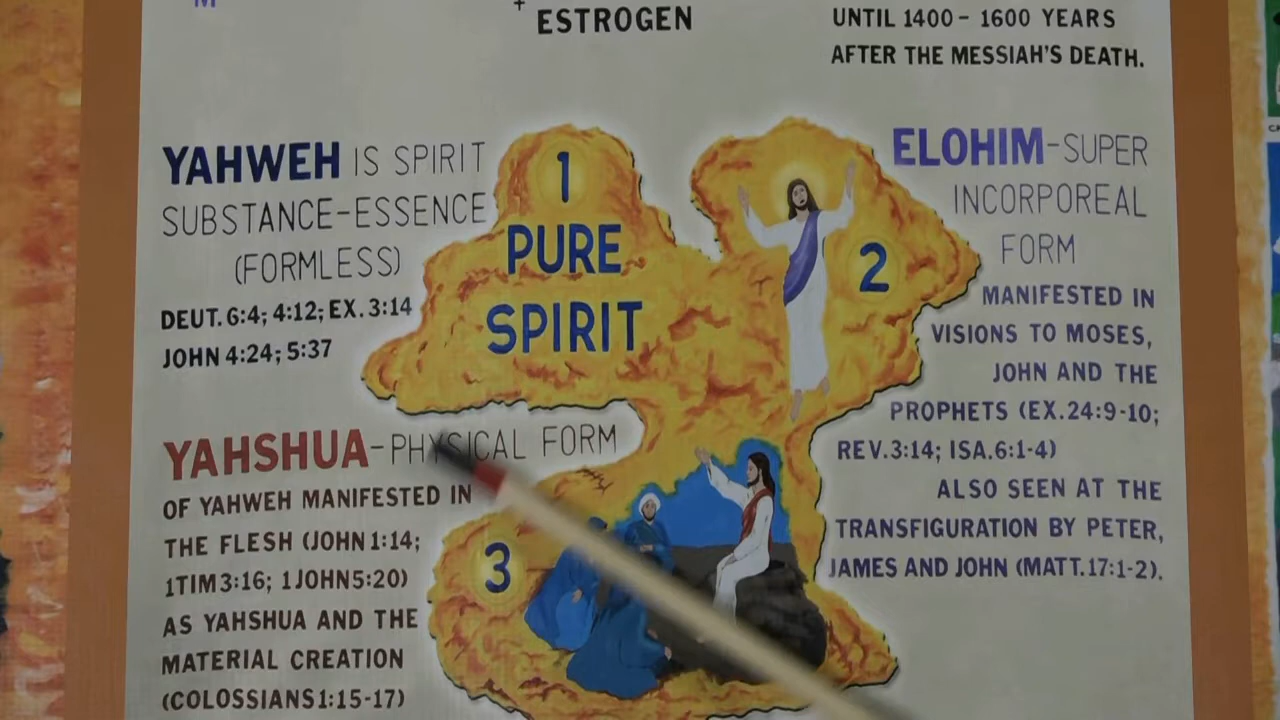 M
+
ESTROGEN
UNTIL 1400 - 1600 YEARS
AFTER THE MESSIAH'S DEATH.
YAHWEH IS SPIRIT
SUBSTANCE-ESSENCE
(FORMLESS)
DEUT. 6:4; 4:12; EX. 3:14
JOHN 4:24; 5:37
1
PURE
SPIRIT
2
ELOHIM-SUPER
INCORPOREAL
FORM
MANIFESTED IN
VISIONS TO MOSES,
JOHN AND THE
PROPHETS (EX.24:9-10;
REV.3:14; ISA.6:1-4)
ALSO SEEN AT THE
TRANSFIGURATION BY PETER,
JAMES AND JOHN (MATT.17:1-2).
YAHSHUA-PHYSICAL FORM
OF YAHWEH MANIFESTED IN
THE FLESH (JOHN 1:14;
1TIM 3:16; 1JOHN 5:20)
AS YAHSHUA AND THE
MATERIAL CREATION
(COLOSSIANS 1:15-17)
3